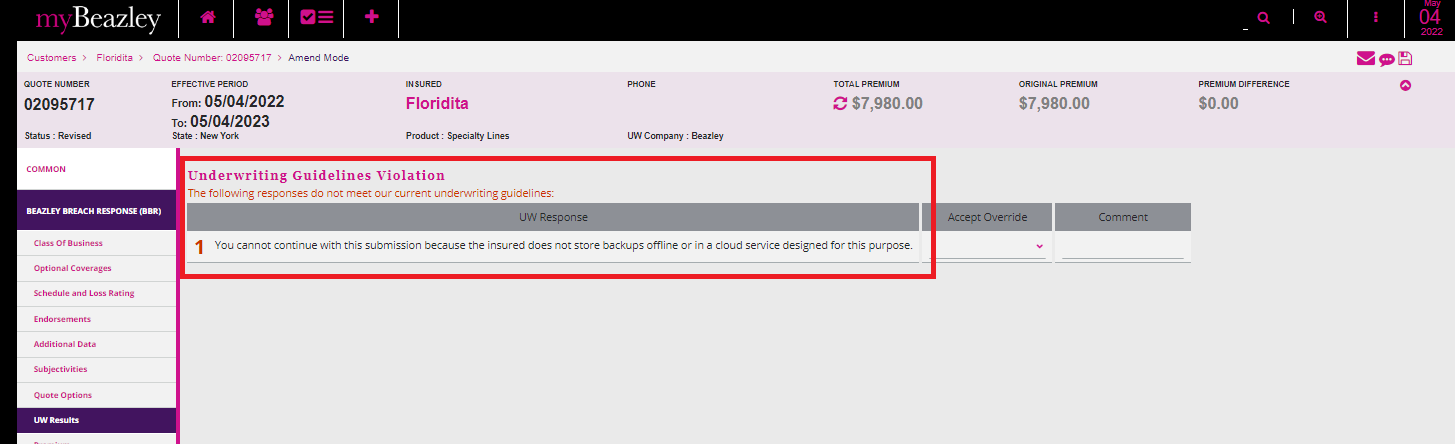 myBeazley
May
04
2022
Customers > Floridita > Quote Number: 02095717 > Amend Mode
QUOTE NUMBER EFFECTIVE PERIOD INSURED PHONE TOTAL PREMIUM ORIGINAL PREMIUM PREMIUM DIFFERENCE
02095717 From: 05/04/2022 Floridita $7,980.00 $7,980.00 $0.00
To: 05/04/2023
Status : Revised State : New York Product : Specialty Lines UW Company : Beazley
COMMON
BEAZLEY BREACH RESPONSE (BBR)
Class Of Business
Optional Coverages
Schedule and Loss Rating
Endorsements
Additional Data
Subjectivities
Quote Options
UW Results
Underwriting Guidelines Violation
The following responses do not meet our current underwriting guidelines:
UW Response Accept Override Comment
1 You cannot continue with this submission because the insured does not store backups offline or in a cloud service designed for this purpose.